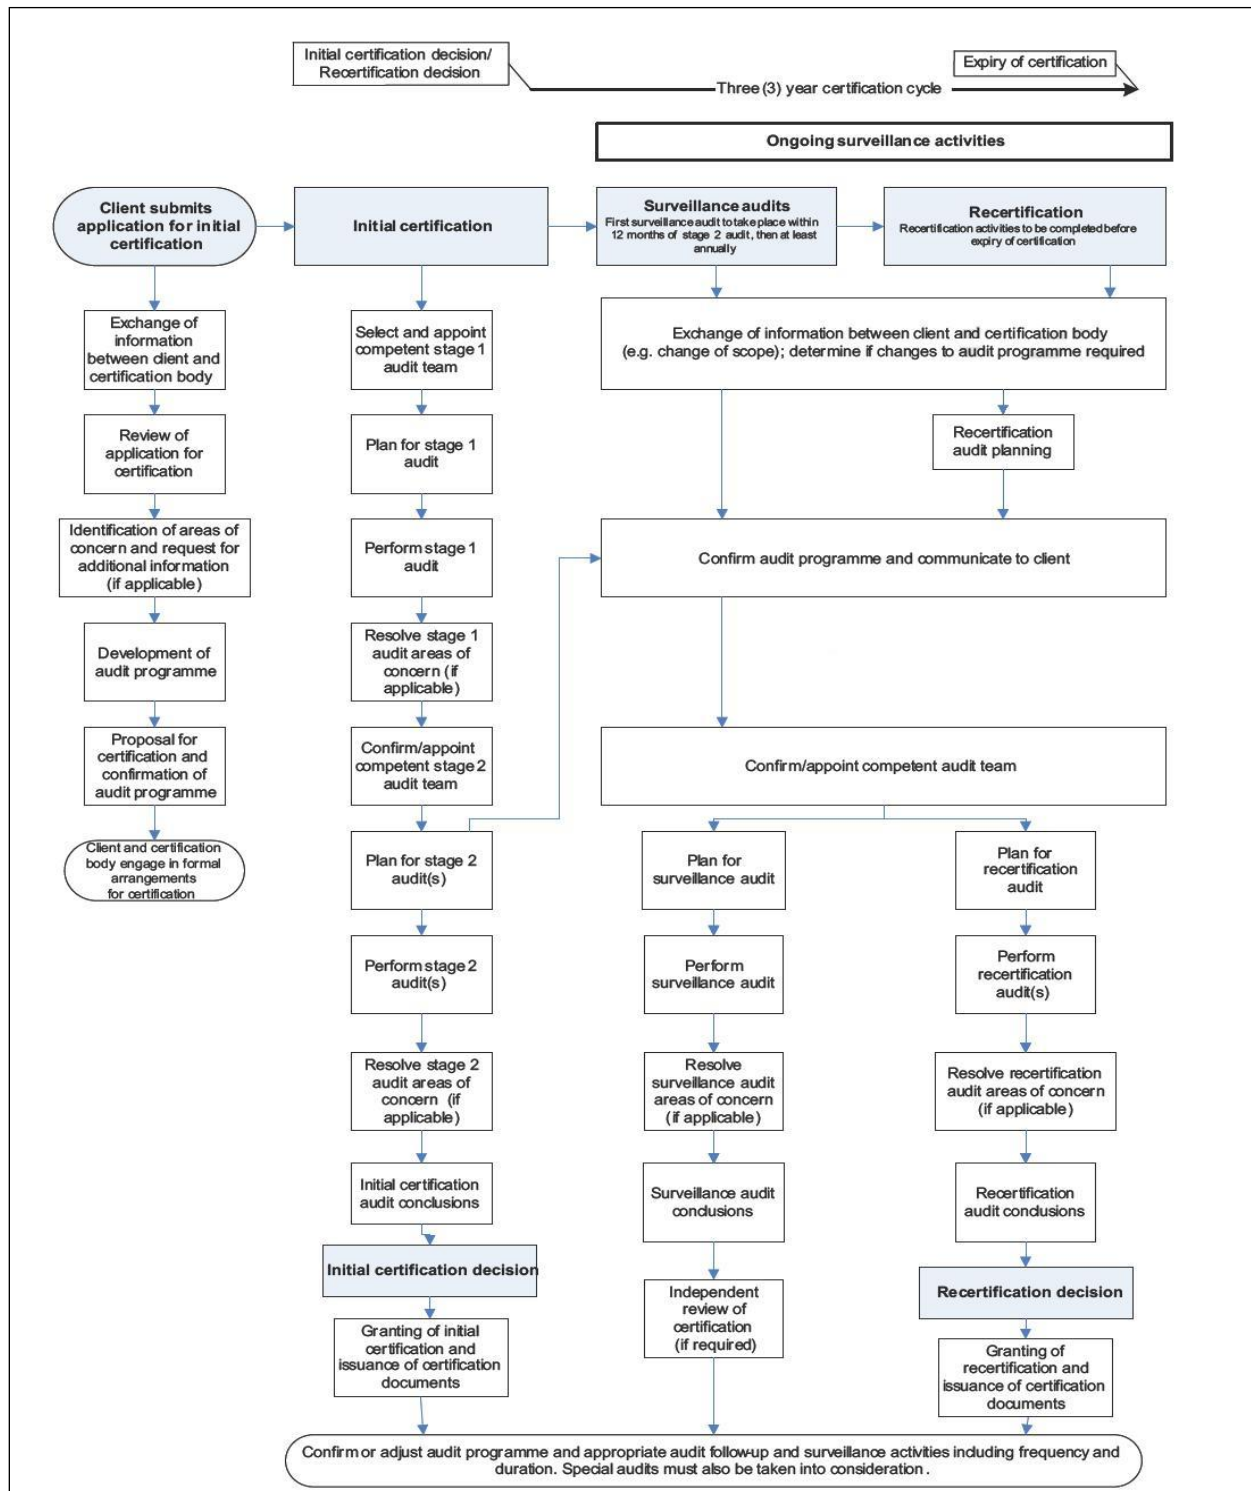 Initial certification decision/
Recertification decision
Expiry of certification
Three (3) year certification cycle
Ongoing surveillance activities
Client submits
application for initial
certification
Initial certification
Surveillance audits
First surveillance audit to take place within
12 months of stage 2 audit, then at least
annually
Recertification
Recertification activities to be completed before
expiry of certification
Exchange of
information
between client and
certification body
Review of
application for
certification
Identification of areas of
concern and request for
additional information
(if applicable)
Development of
audit programme
Proposal for
certification and
confirmation of
audit programme
Client and certification
body engage in formal
arrangements
for certification
Select and appoint
competent stage 1
audit team
Plan for stage 1
audit
Perform stage 1
audit
Resolve stage 1
audit areas of
concern (if
applicable)
Confirm/appoint
competent stage 2
audit team
Plan for stage 2
audit(s)
Perform stage 2
audit(s)
Resolve stage 2
audit areas of
concern (if
applicable)
Initial certification
audit conclusions
Initial certification decision
Granting of initial
certification and
issuance of certification
documents
Exchange of information between client and certification body
(e.g. change of scope); determine if changes to audit programme required
Recertification
audit planning
Confirm audit programme and communicate to client
Confirm/appoint competent audit team
Plan for
surveillance audit
Perform
surveillance audit
Resolve
surveillance audit
areas of concern
(if applicable)
Surveillance audit
conclusions
Independent
review of
certification
(if required)
Plan for
recertification
audit
Perform
recertification
audit(s)
Resolve recertification
audit areas of concern
(if applicable)
Recertification
audit conclusions
Recertification decision
Granting of
recertification and
issuance of certification
documents
Confirm or adjust audit programme and appropriate audit follow-up and surveillance activities including frequency and
duration. Special audits must also be taken into consideration.